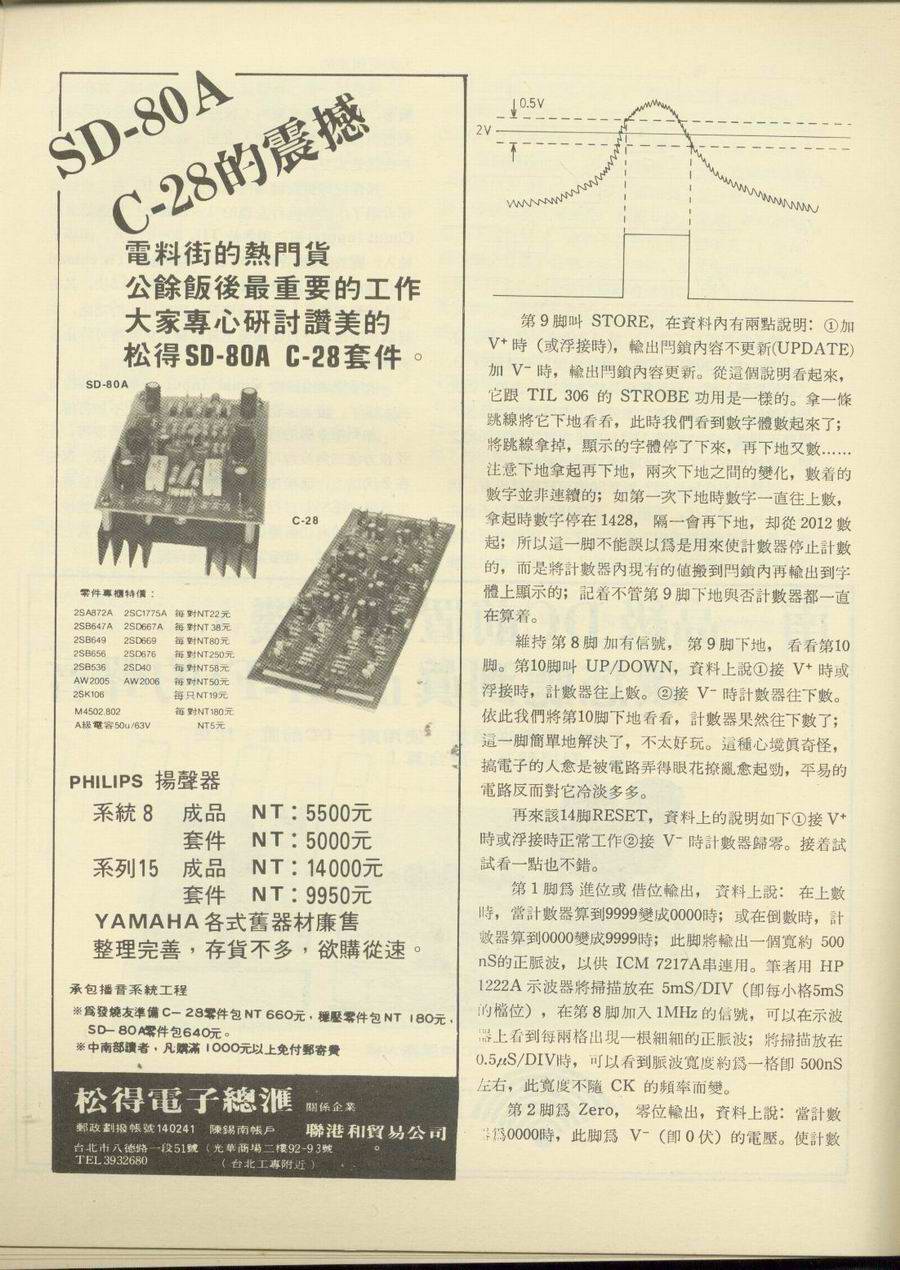 SD-80A
C-28的震撼
電料街的熱門貨
公餘飯後最重要的工作
大家專心研討讚美的
松得SD-80A C-28套件。
SD-80A
C-28
零件專櫃特價：
2SA872A 2SC1775A 每對NT22元
2SB647A 2SD667A 每對NT38元
2SB649 2SD669 每對NT80元
2SB656 2SD676 每對NT250元
2SB536 2SD40 每對NT58元
AW2005 AW2006 每對NT50元
2SK106 每只NT19元
M4502.802 每對NT180元
A級電容50u/63V NT5元
PHILIPS 揚聲器
系統8 成品 NT：5500元
套件 NT：5000元
系列15 成品 NT：14000元
套件 NT：9950元
YAMAHA各式舊器材廉售
整理完善，存貨不多，欲購從速。
承包播音系統工程
※爲發燒友準備C－28零件包NT 660元，穩壓零件包NT 180元，
SD－80A零件包640元。
※中南部讀者，凡購滿1000元以上免付郵寄費
松得電子總滙 關係企業
郵政劃撥帳號140241 陳錫南帳戶 聯港和貿易公司
台北市八德路一段51號（光華商場二樓92-93號。
TEL 3932680 （台北工專附近）
0.5V
2V
第9脚叫 STORE，在資料內有兩點說明：①加
V⁺時（或浮接時)，輸出閂鎖內容不更新(UPDATE)
加 V⁻ 時，輸出閂鎖內容更新。從這個說明看起來，
它跟 TIL 306 的 STROBE 功用是一樣的。拿一條
跳線將它下地看看，此時我們看到數字體數起來了；
將跳線拿掉，顯示的字體停了下來，再下地又數……
注意下地拿起再下地，兩次下地之間的變化，數着的
數字並非連續的；如第一次下地時數字一直往上數，
拿起時數字停在1428， 隔一會再下地，却從2012數
起；所以這一脚不能誤以爲是用來使計數器停止計數
的，而是將計數器內現有的値搬到閂鎖內再輸出到字
體上顯示的；記着不管第9脚下地與否計數器都一直
在算着。
維持第8脚加有信號，第9脚下地， 看看第10
脚。第10脚叫 UP/DOWN，資料上說①接 V⁺ 時或
浮接時，計數器往上數。②接 V⁻ 時計數器往下數。
依此我們將第10脚下地看看，計數器果然往下數了；
這一脚簡單地解決了，不太好玩。這種心境眞奇怪，
搞電子的人愈是被電路弄得眼花撩亂愈起勁，平易的
電路反而對它冷淡多多。
再來該14脚RESET，資料上的說明如下①接V⁺
時或浮接時正常工作②接 V⁻ 時計數器歸零。接着試
試看一點也不錯。
第1脚爲 進位或 借位輸出， 資料上說： 在上數
時，當計數器算到9999變成0000時；或在倒數時，計
數器算到0000變成9999時；此脚將輸出一個寬約 500
nS的正脈波，以供 ICM 7217A串連用。筆者用 HP
1222A示波器將掃描放在 5mS/DIV（卽每小格5mS
的檔位），在第8脚加入1MHz的信號，可以在示波
器上看到每兩格出現一根細細的正脈波；將掃描放在
0.5μS/DIV時，可以看到脈波寬度約爲一格卽 500nS
左右，此寬度不隨 CK 的頻率而變。
第2脚爲 Zero， 零位輸出，資料上說：當計數
爲0000時，此脚爲 V⁻（卽0伏）的電壓。使計數